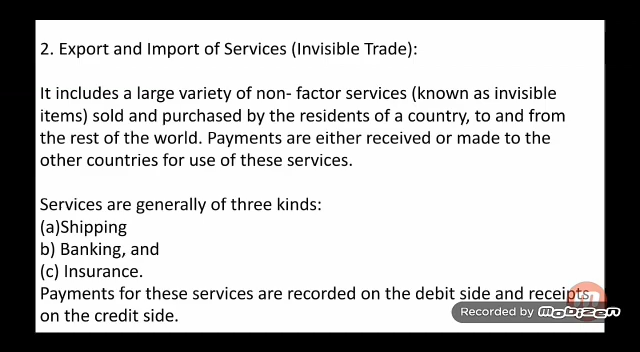 2. Export and Import of Services (Invisible Trade):
It includes a large variety of non- factor services (known as invisible
items) sold and purchased by the residents of a country, to and from
the rest of the world. Payments are either received or made to the
other countries for use of these services.
Services are generally of three kinds:
(a)Shipping
b) Banking, and
(c) Insurance.
Payments for these services are recorded on the debit side and receipts
on the credit side.
Recorded by MOBIZEN